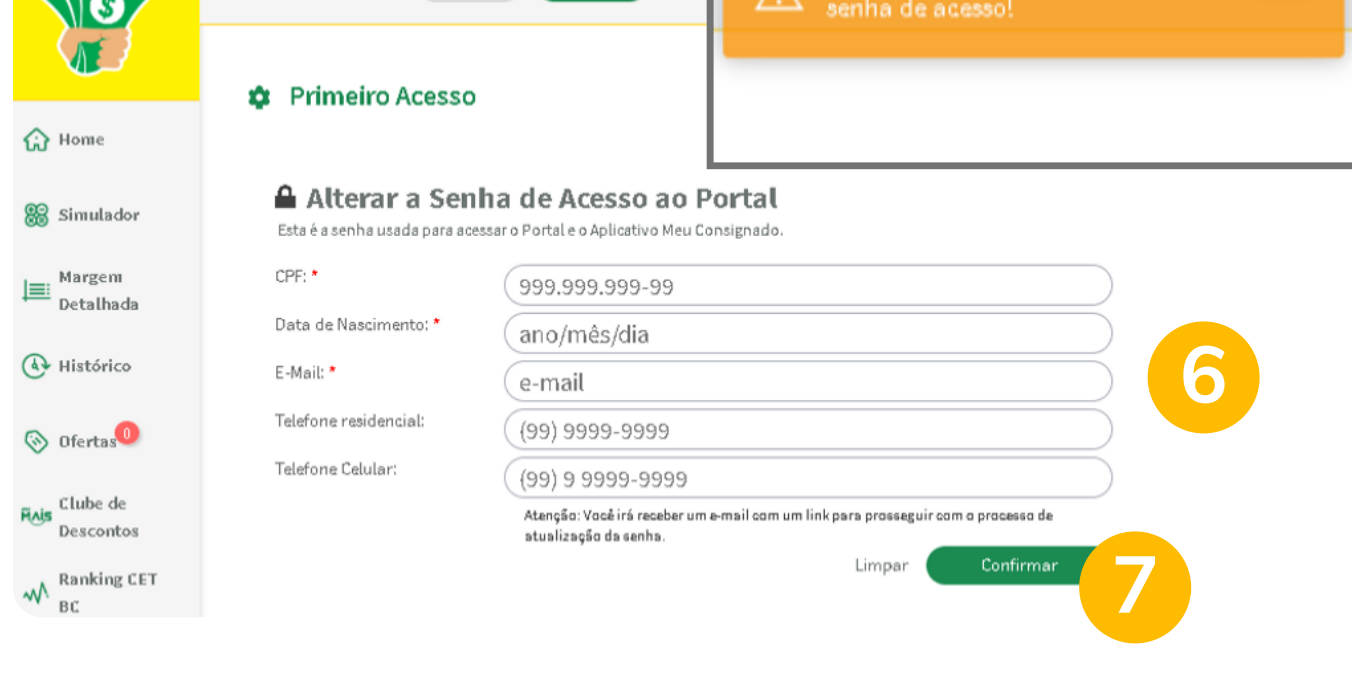 $
senha de acesso!
Primeiro Acesso
Home
Simulador
Margem
Detalhada
Histórico
Ofertas 0
MAIS Clube de
Descontos
Ranking CET
BC
Alterar a Senha de Acesso ao Portal
Esta é a senha usada para acessar o Portal e o Aplicativo Meu Consignado.
CPF: * 999.999.999-99
Data de Nascimento: * ano/mês/dia
E-Mail: * e-mail
Telefone residencial: (99) 9999-9999
Telefone Celular: (99) 9 9999-9999
Atenção: Você irá receber um e-mail com um link para prosseguir com o processo de
atualização da senha.
Limpar Confirmar
6
7